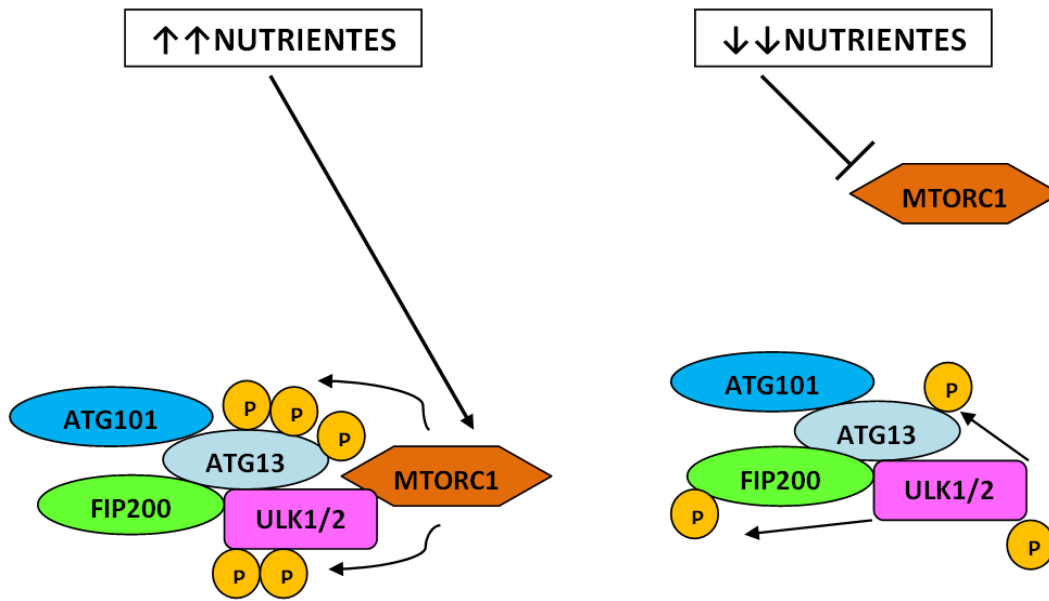 ↑↑NUTRIENTES
↓↓NUTRIENTES
MTORC1
ATG101
P
P
P
ATG13
MTORC1
FIP200
ULK1/2
P
P
ATG101
P
ATG13
FIP200
ULK1/2
P
P